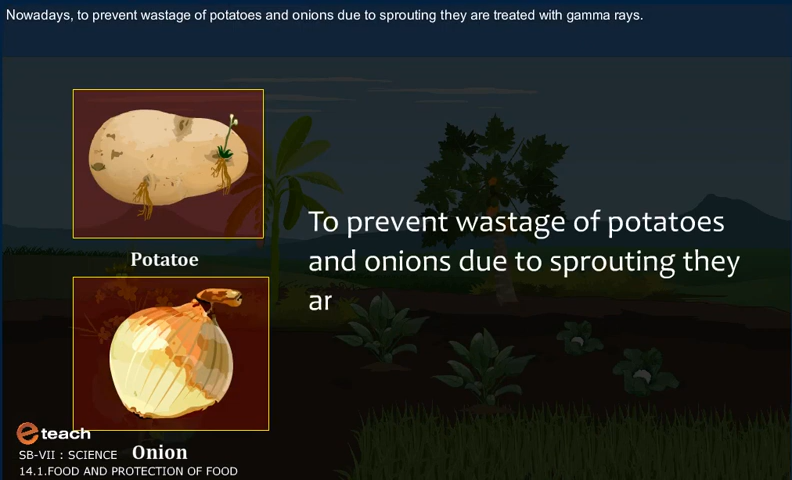 Nowadays, to prevent wastage of potatoes and onions due to sprouting they are treated with gamma rays.
Potatoe
To prevent wastage of potatoes
and onions due to sprouting they
ar
Onion
e teach
SB-VII : SCIENCE
14.1.FOOD AND PROTECTION OF FOOD